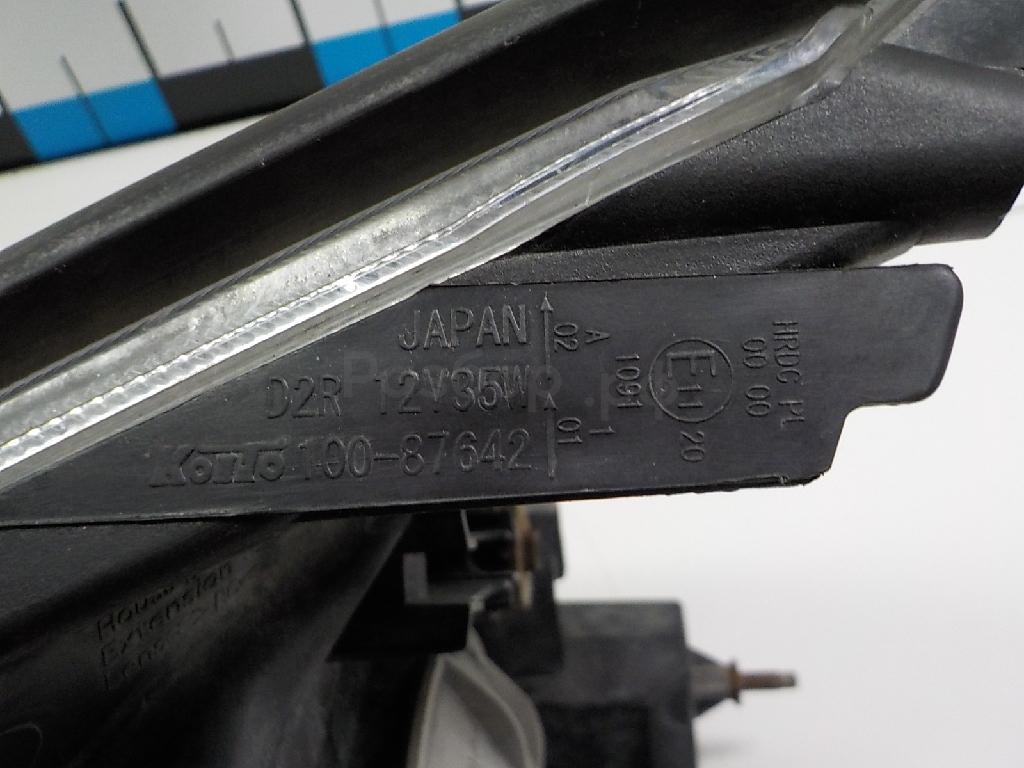 JAPAN
D2R 12V35W
KOITO 100-87642
A
02
1
01
1091
E11
20
HRDC PL
00 00
Extension